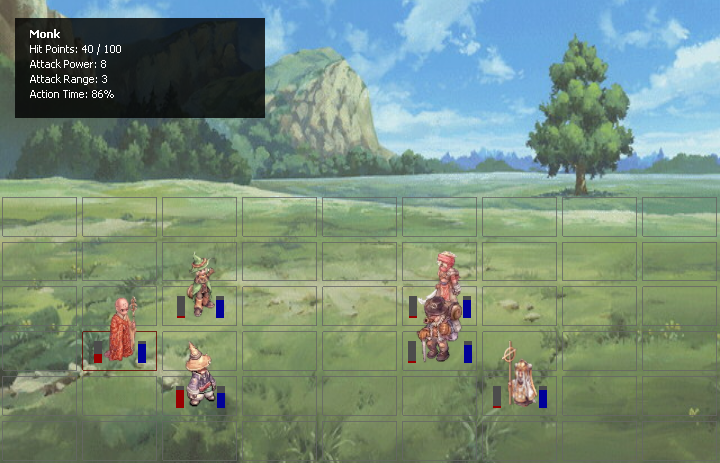 Monk
Hit Points: 40 / 100
Attack Power: 8
Attack Range: 3
Action Time: 86%